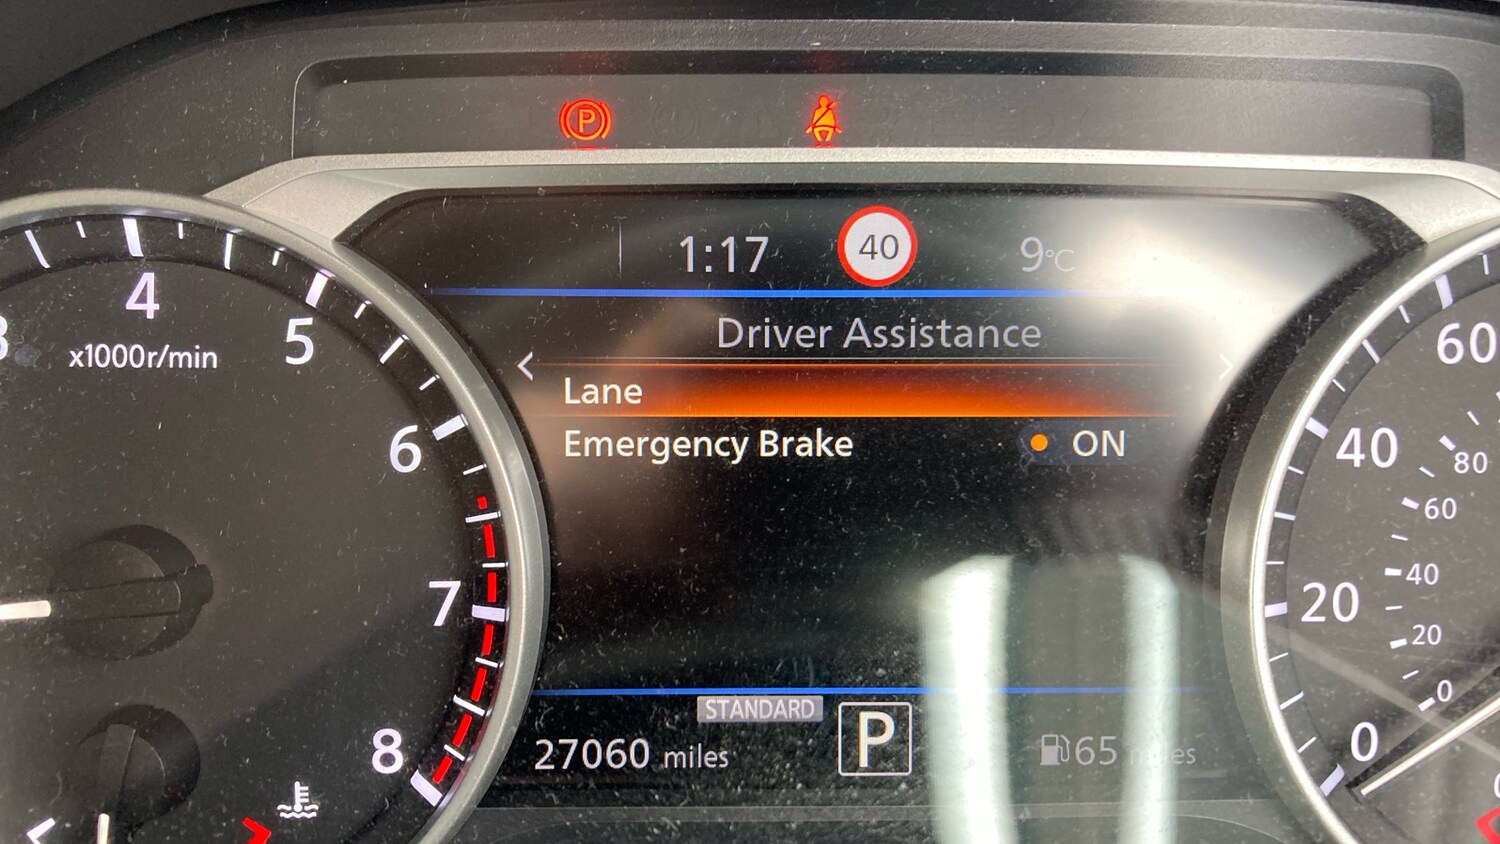 P
1:17 40 9°C
Driver Assistance
< >
Lane
Emergency Brake ON
4
5
x1000r/min
6
7
8
60
40
20
0
80
60
40
20
0
STANDARD
27060 miles P 65 miles